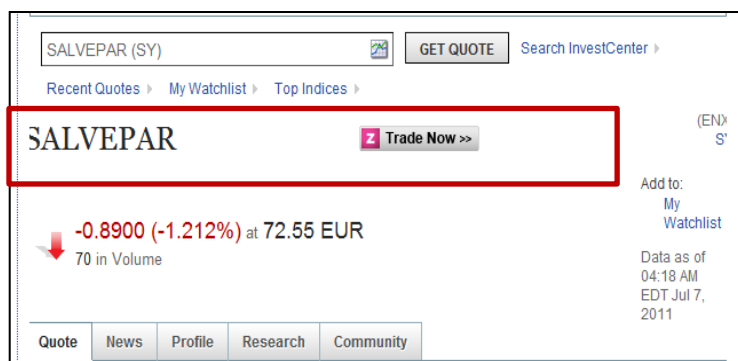 SALVEPAR (SY)
GET QUOTE
Search InvestCenter
Recent Quotes
My Watchlist
Top Indices
SALVEPAR
Z Trade Now >>
(ENX
SY
Add to:
My
Watchlist
-0.8900 (-1.212%) at 72.55 EUR
70 in Volume
Data as of
04:18 AM
EDT Jul 7,
2011
Quote
News
Profile
Research
Community